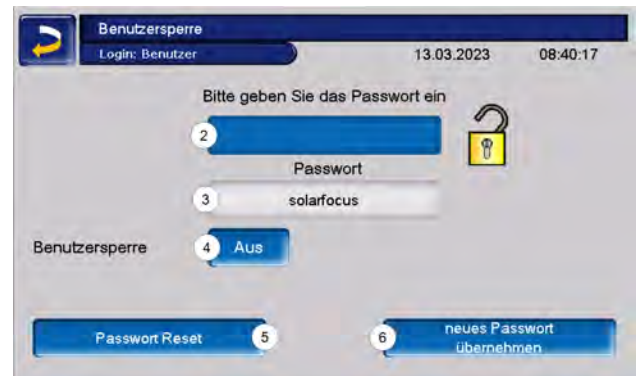 Benutzersperre
Login: Benutzer 13.03.2023 08:40:17
Bitte geben Sie das Passwort ein
2
Passwort
3 solarfocus
Benutzersperre 4 Aus
Passwort Reset 5
6 neues Passwort
übernehmen